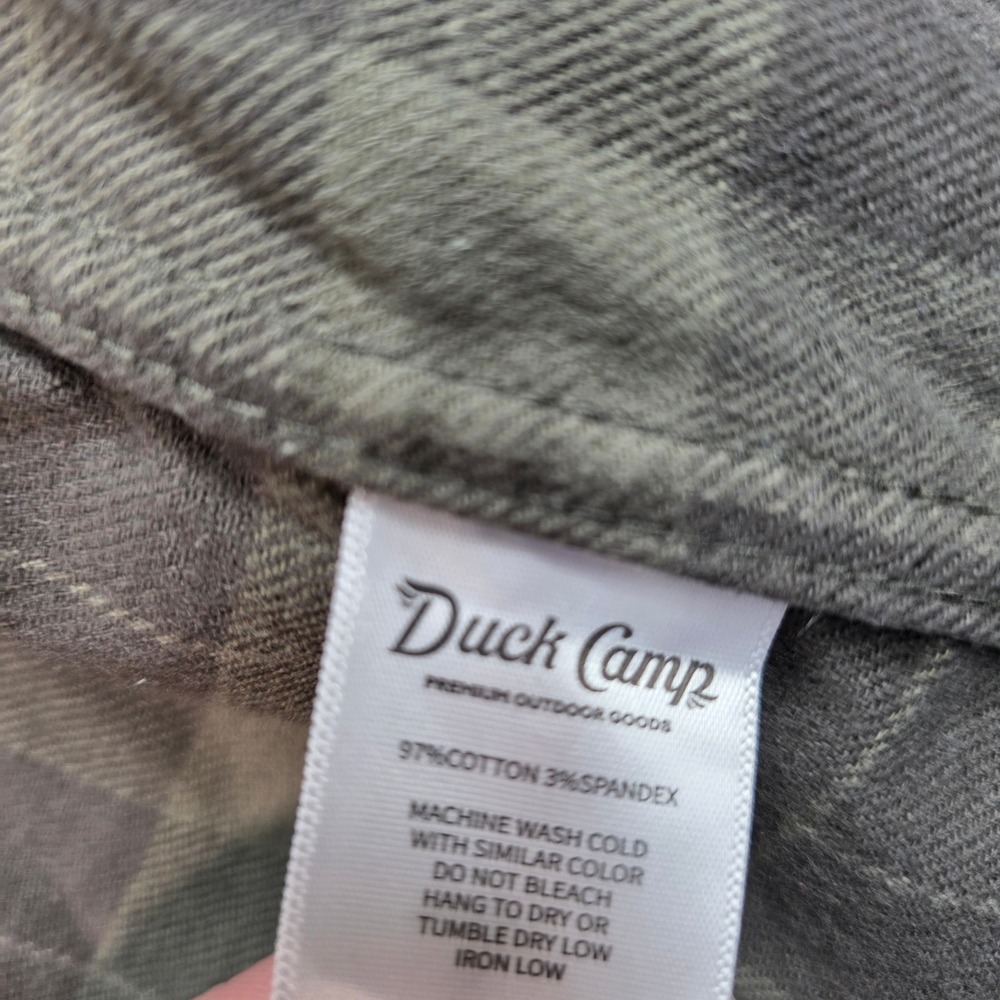 Duck Camp
PREMIUM OUTDOOR GOODS
97%COTTON 3%SPANDEX
MACHINE WASH COLD
WITH SIMILAR COLOR
DO NOT BLEACH
HANG TO DRY OR
TUMBLE DRY LOW
IRON LOW